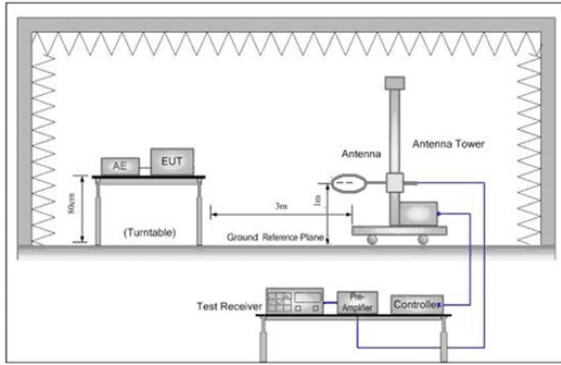 AE
EUT
80cm
(Turntable)
3m
Antenna
Antenna Tower
1m
Ground Reference Plane
Test Receiver
Pre-
Amplifier
Controller